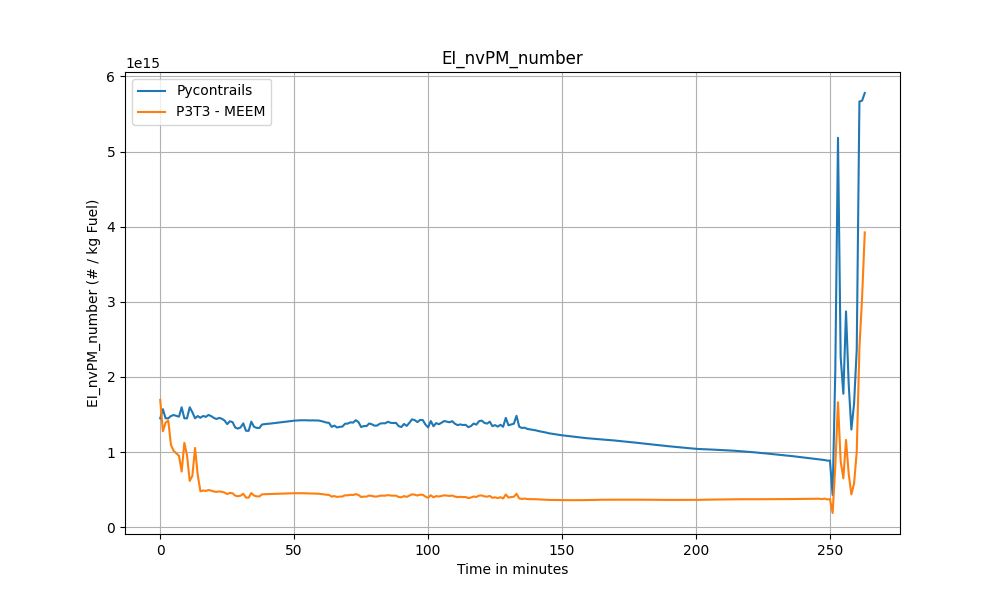 EI_nvPM_number
1e15
Pycontrails
P3T3 - MEEM
EI_nvPM_number (# / kg Fuel)
6
5
4
3
2
1
0
0 50 100 150 200 250
Time in minutes